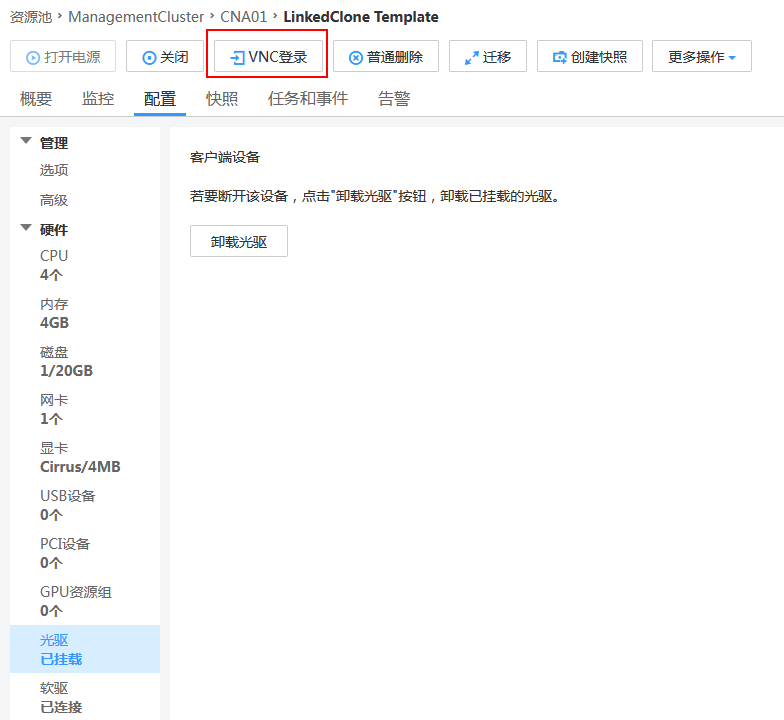 资源池 › ManagementCluster › CNA01 › LinkedClone Template
打开电源 关闭 VNC登录 普通删除 迁移 创建快照 更多操作
概要 监控 配置 快照 任务和事件 告警
管理
选项
高级
硬件
CPU
4个
内存
4GB
磁盘
1/20GB
网卡
1个
显卡
Cirrus/4MB
USB设备
0个
PCI设备
0个
GPU资源组
0个
光驱
已挂载
软驱
已连接
客户端设备
若要断开该设备，点击"卸载光驱"按钮，卸载已挂载的光驱。
卸载光驱